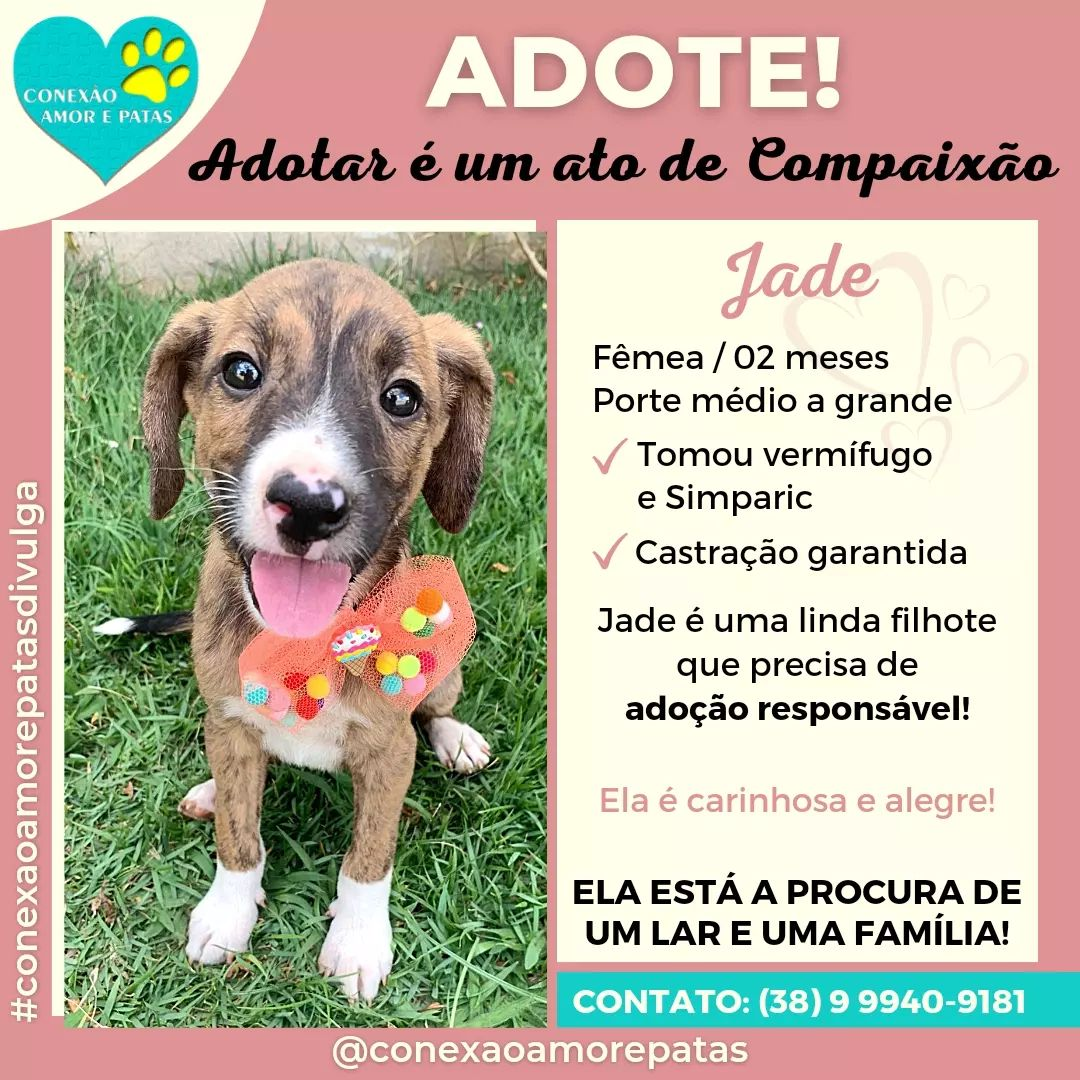 CONEXÃO
AMOR E PATAS
ADOTE!
Adotar é um ato de Compaixão
Jade
Fêmea / 02 meses
Porte médio a grande
Tomou vermífugo
e Simparic
Castração garantida
Jade é uma linda filhote
que precisa de
adoção responsável!
Ela é carinhosa e alegre!
ELA ESTÁ A PROCURA DE
UM LAR E UMA FAMÍLIA!
CONTATO: (38) 9 9940-9181
#conexaoamorepatasdivulga
@conexaoamorepatas